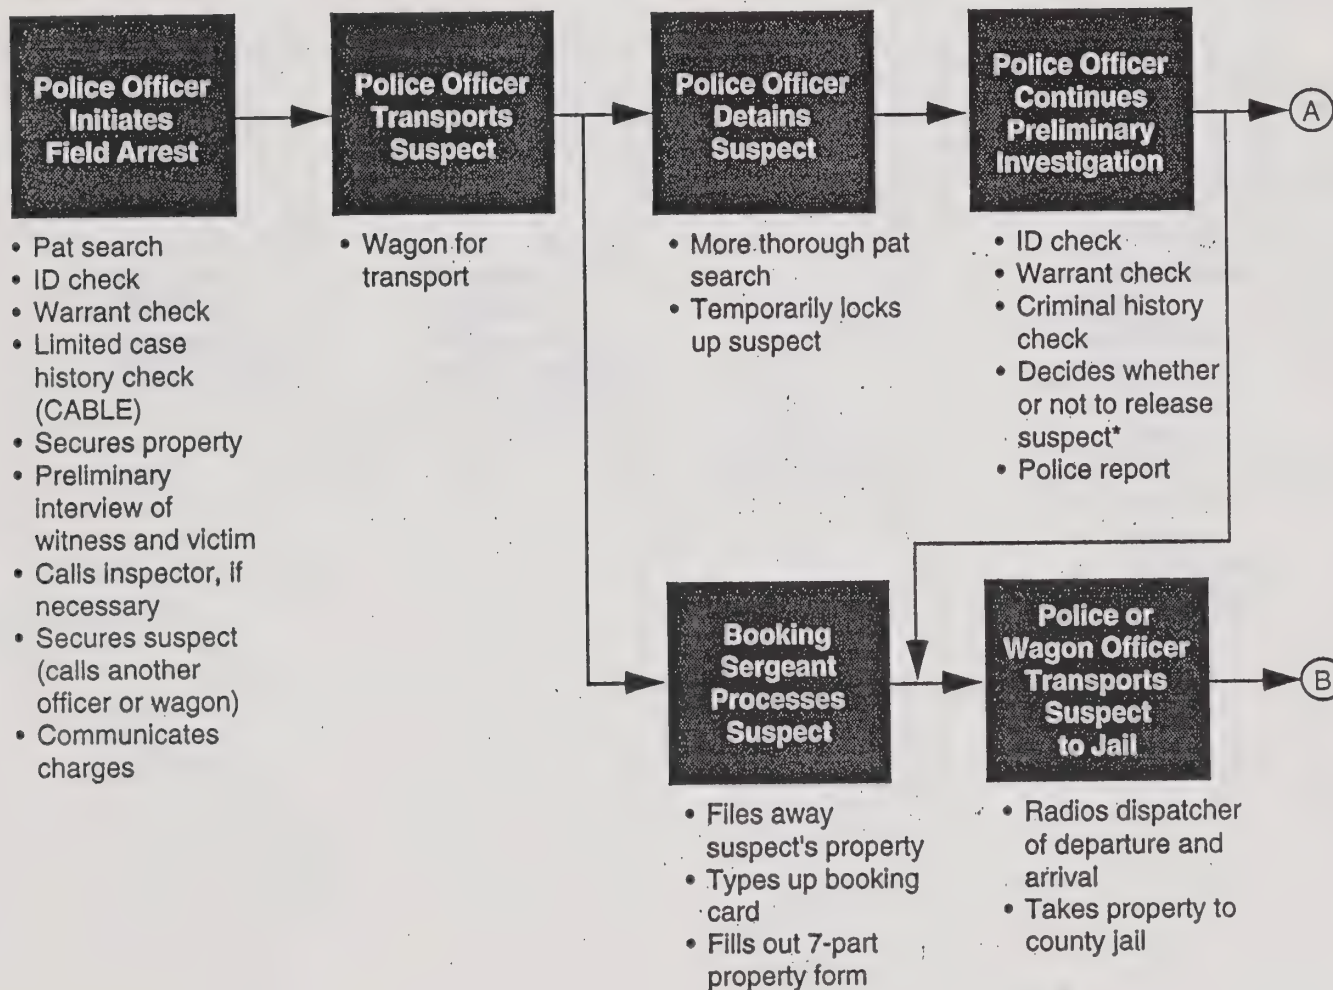 Police Officer
Initiates
Field Arrest
Police Officer
Transports
Suspect
Police Officer
Detains
Suspect
Police Officer
Continues
Preliminary
Investigation
A
• Pat search
• ID check
• Warrant check
• Limited case
history check
(CABLE)
• Secures property
• Preliminary
interview of
witness and victim
• Calls inspector, if
necessary
• Secures suspect
(calls another
officer or wagon)
• Communicates
charges
• Wagon for
transport
• More thorough pat
search
• Temporarily locks
up suspect
• ID check
• Warrant check
• Criminal history
check
• Decides whether
or not to release
suspect*
• Police report
Booking
Sergeant
Processes
Suspect
Police or
Wagon Officer
Transports
Suspect
to Jail
B
• Files away
suspect's property
• Types up booking
card
• Fills out 7-part
property form
• Radios dispatcher
of departure and
arrival
• Takes property to
county jail